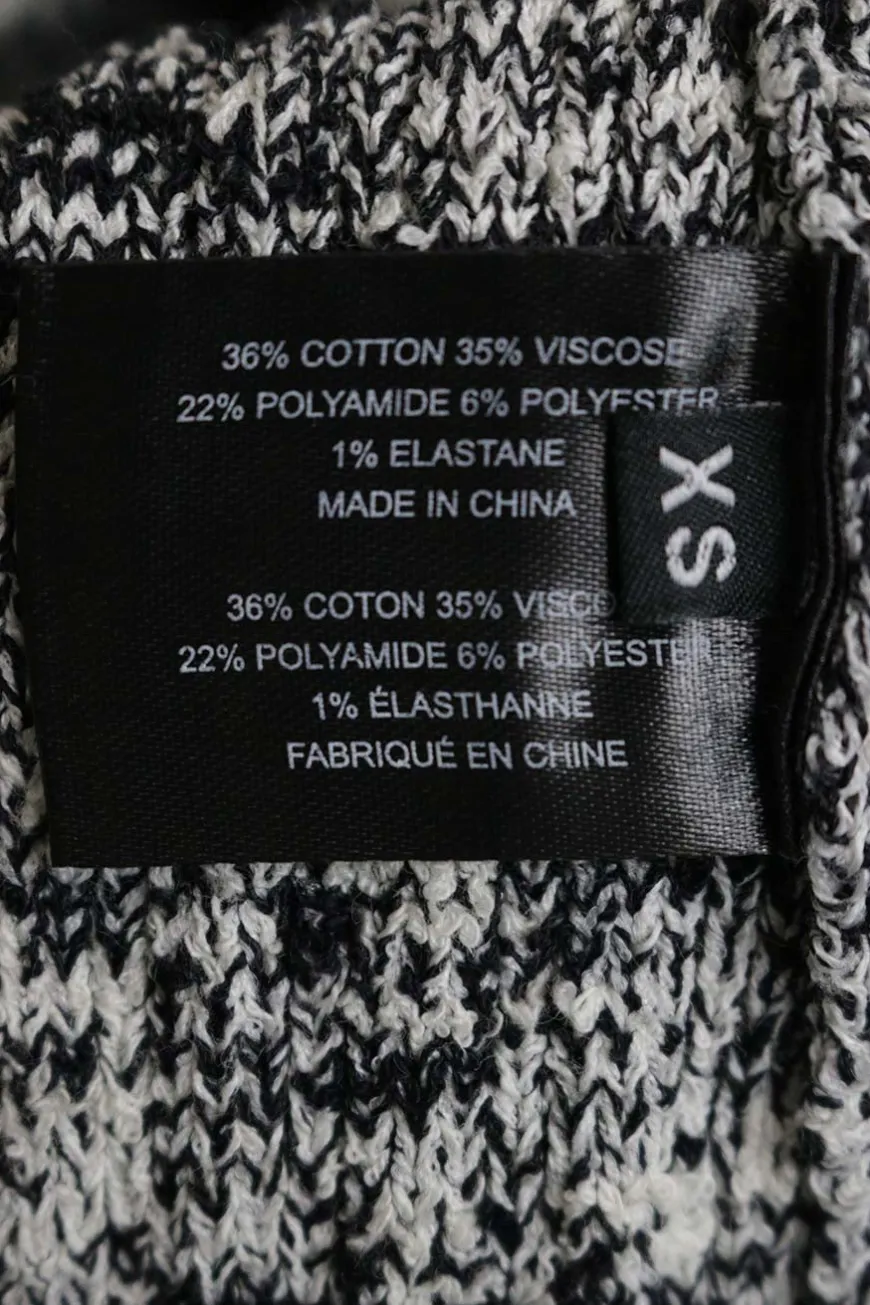 36% COTTON 35% VISCOSE
22% POLYAMIDE 6% POLYESTER
1% ELASTANE
MADE IN CHINA
XS
36% COTON 35%
22% POLYAMIDE 6% POLYESTER
1% ÉLASTHANNE
FABRIQUÉ EN CHINE